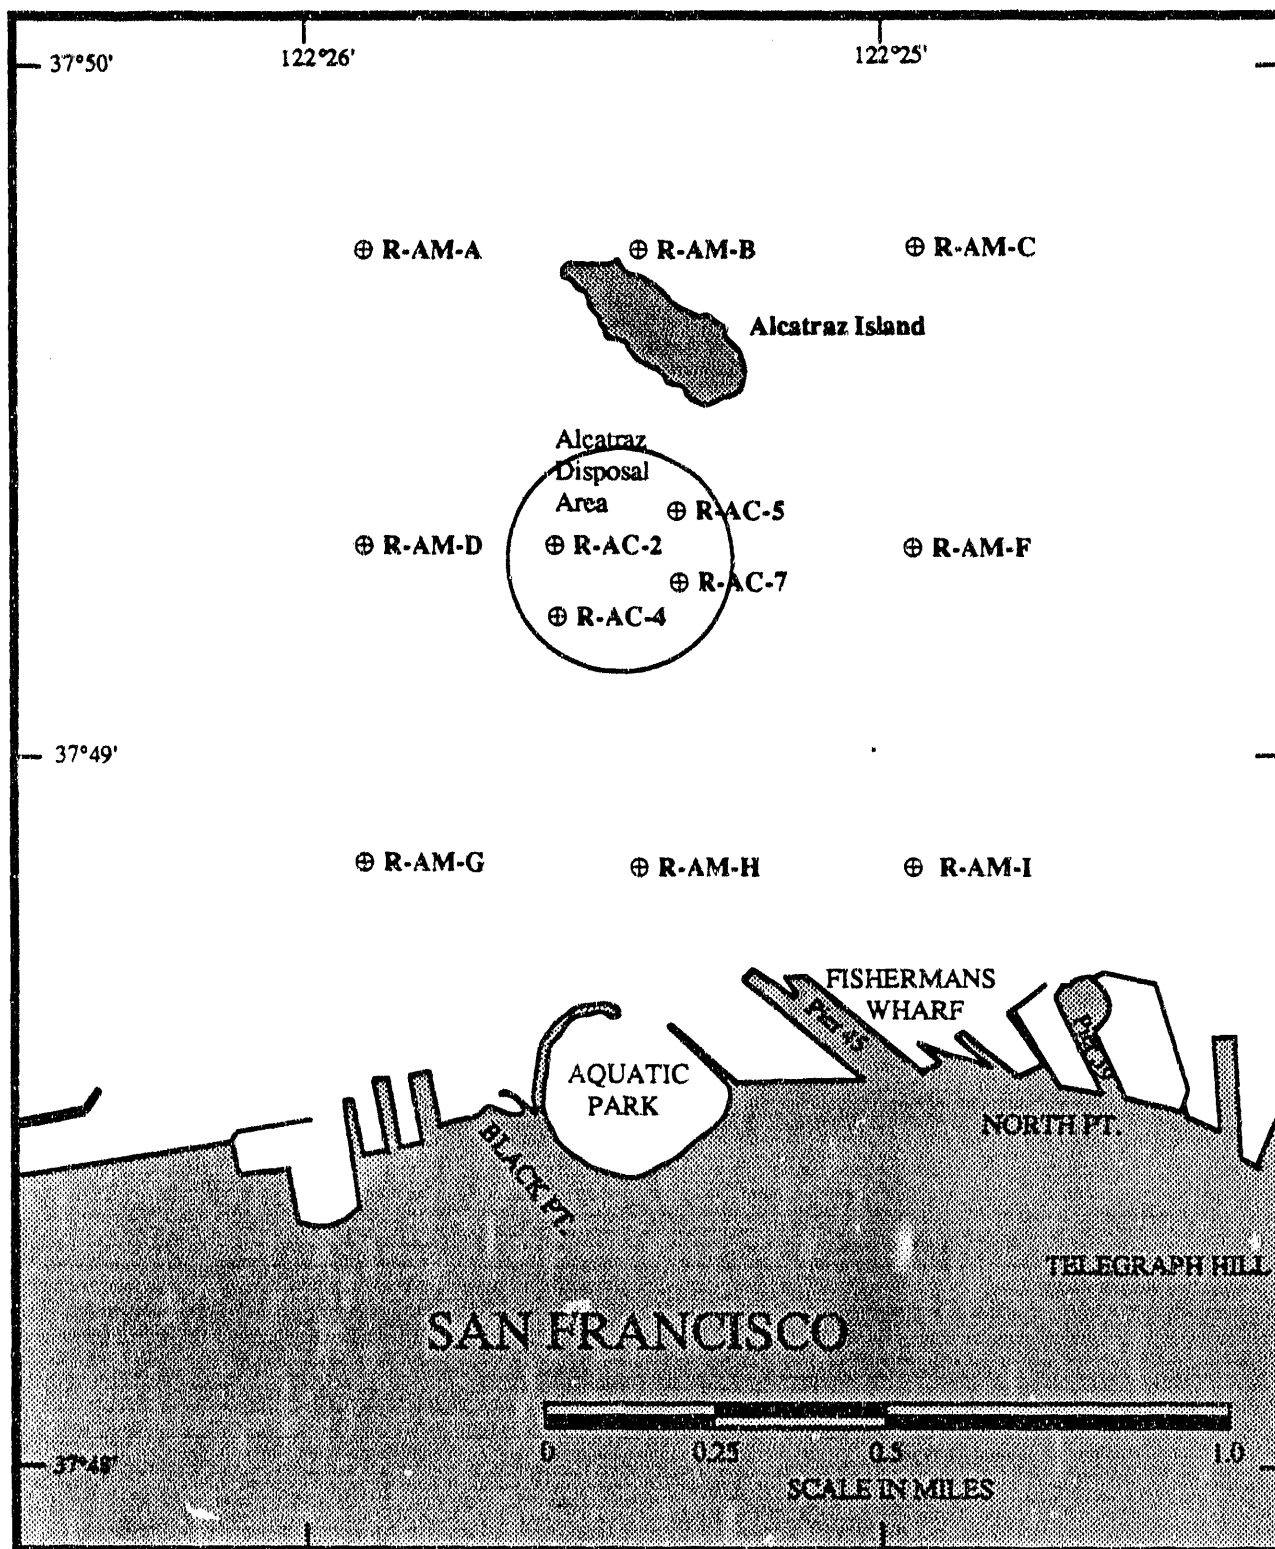 122°26'
122°25'
37°50'
R-AM-A
R-AM-B
R-AM-C
Alcatraz Island
Alcatraz
Disposal
Area
R-AC-5
R-AM-D
R-AC-2
R-AM-F
R-AC-7
R-AC-4
37°49'
R-AM-G
R-AM-H
R-AM-I
FISHERMANS
WHARF
Pier 45
Pier 39
AQUATIC
PARK
NORTH PT.
BLACK PT.
TELEGRAPH HILL
SAN FRANCISCO
0 0.25 0.5 1.0
37°48'
SCALE IN MILES